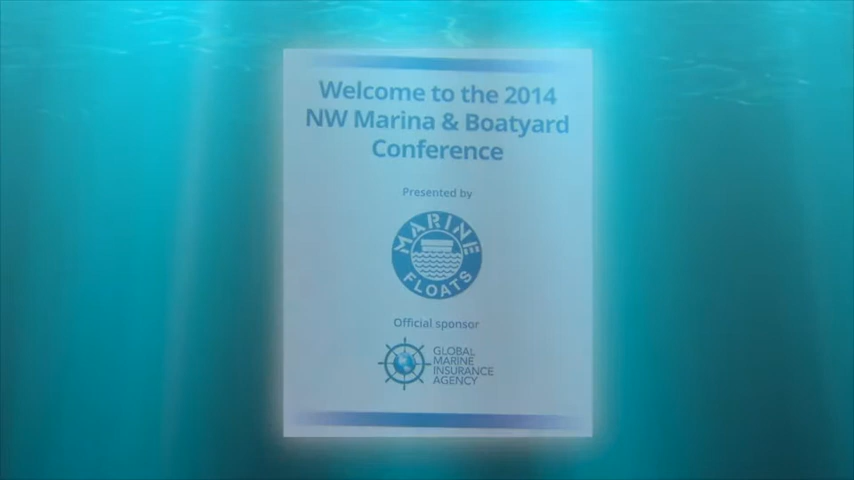 Welcome to the 2014
NW Marina & Boatyard
Conference
Presented by
MARINE
FLOATS
Official sponsor
GLOBAL
MARINE
INSURANCE
AGENCY